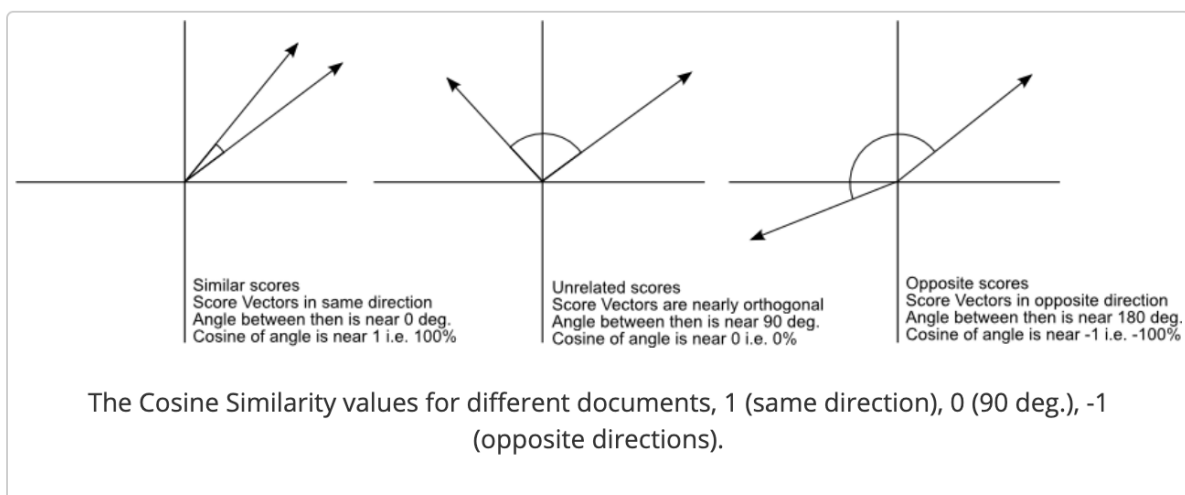 Similar scores
Score Vectors in same direction
Angle between then is near 0 deg.
Cosine of angle is near 1 i.e. 100%
Unrelated scores
Score Vectors are nearly orthogonal
Angle between then is near 90 deg.
Cosine of angle is near 0 i.e. 0%
Opposite scores
Score Vectors in opposite direction
Angle between then is near 180 deg.
Cosine of angle is near -1 i.e. -100%
The Cosine Similarity values for different documents, 1 (same direction), 0 (90 deg.), -1
(opposite directions).